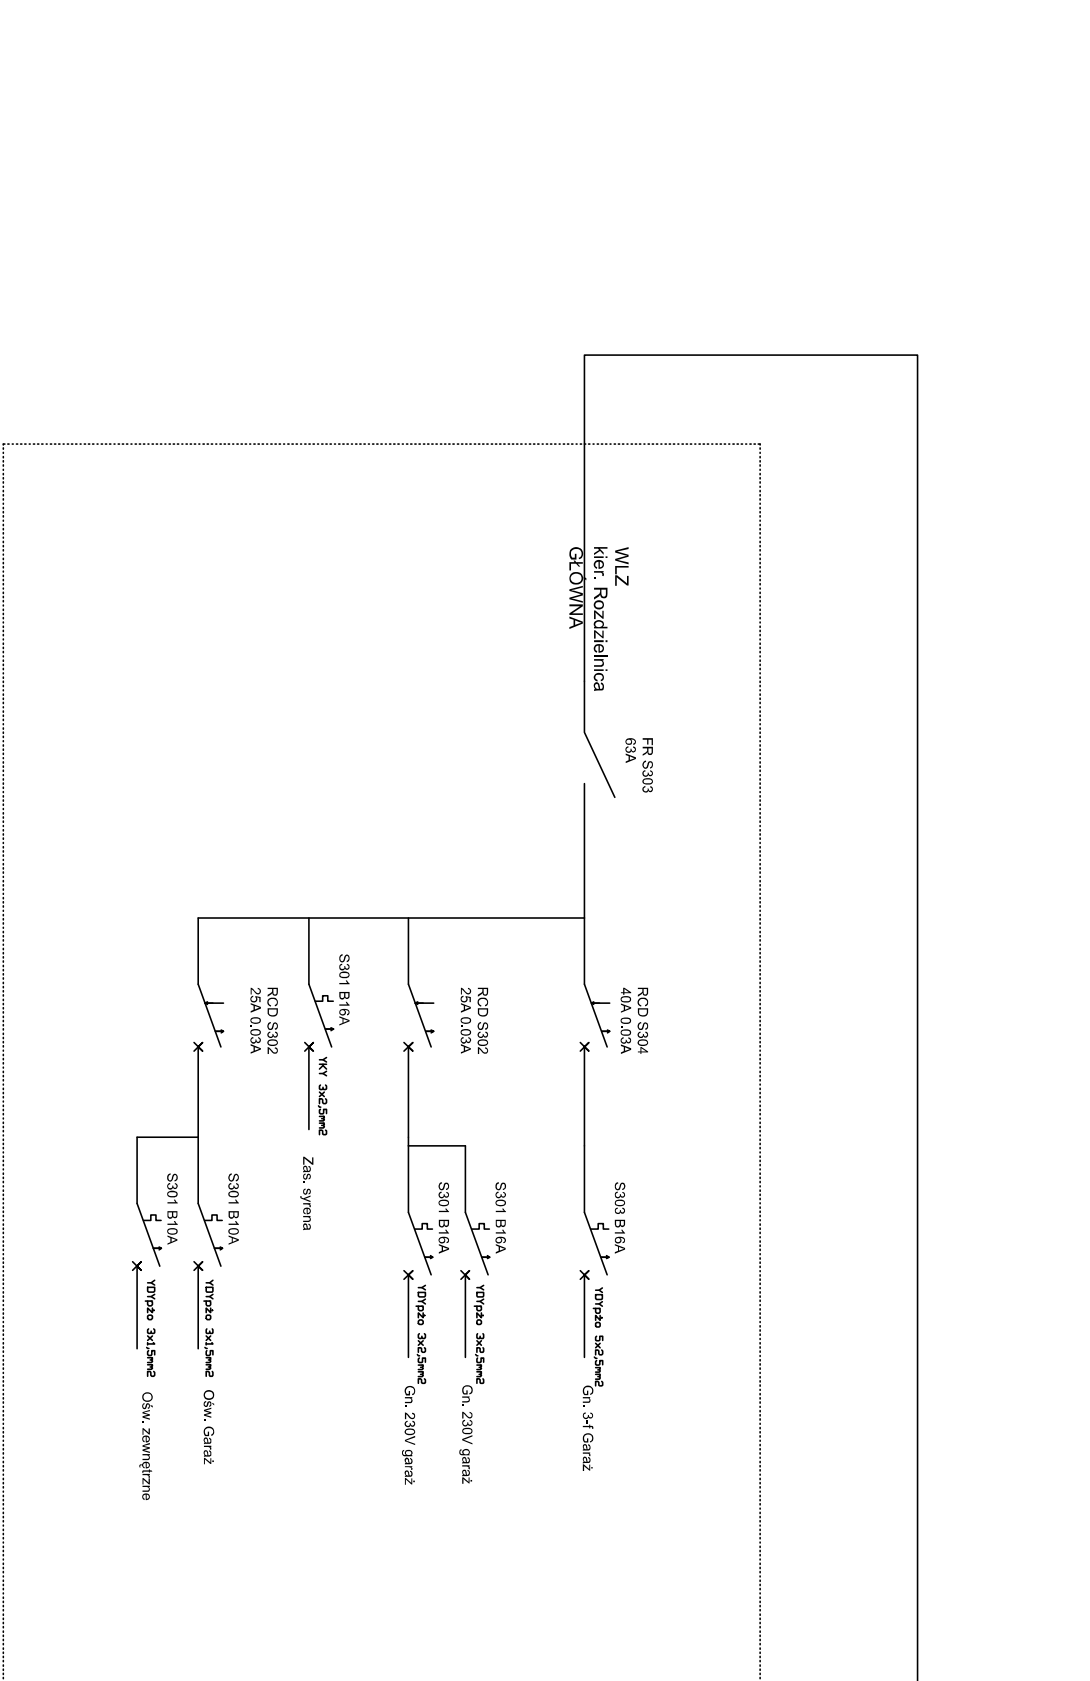 WLZ
kier. Rozdzielnica
GŁÓWNA
FR S303
63A
RCD S304
40A 0.03A
S303 B16A
YDYpżo 5x2,5mm2
Gn. 3-f Garaż
RCD S302
25A 0.03A
S301 B16A
YDYpżo 3x2,5mm2
Gn. 230V garaż
S301 B16A
YDYpżo 3x2,5mm2
Gn. 230V garaż
S301 B16A
YKY 3x2,5mm2
Zas. syrena
RCD S302
25A 0.03A
S301 B10A
YDYpżo 3x1,5mm2
Ośw. Garaż
S301 B10A
YDYpżo 3x1,5mm2
Ośw. zewnętrzne